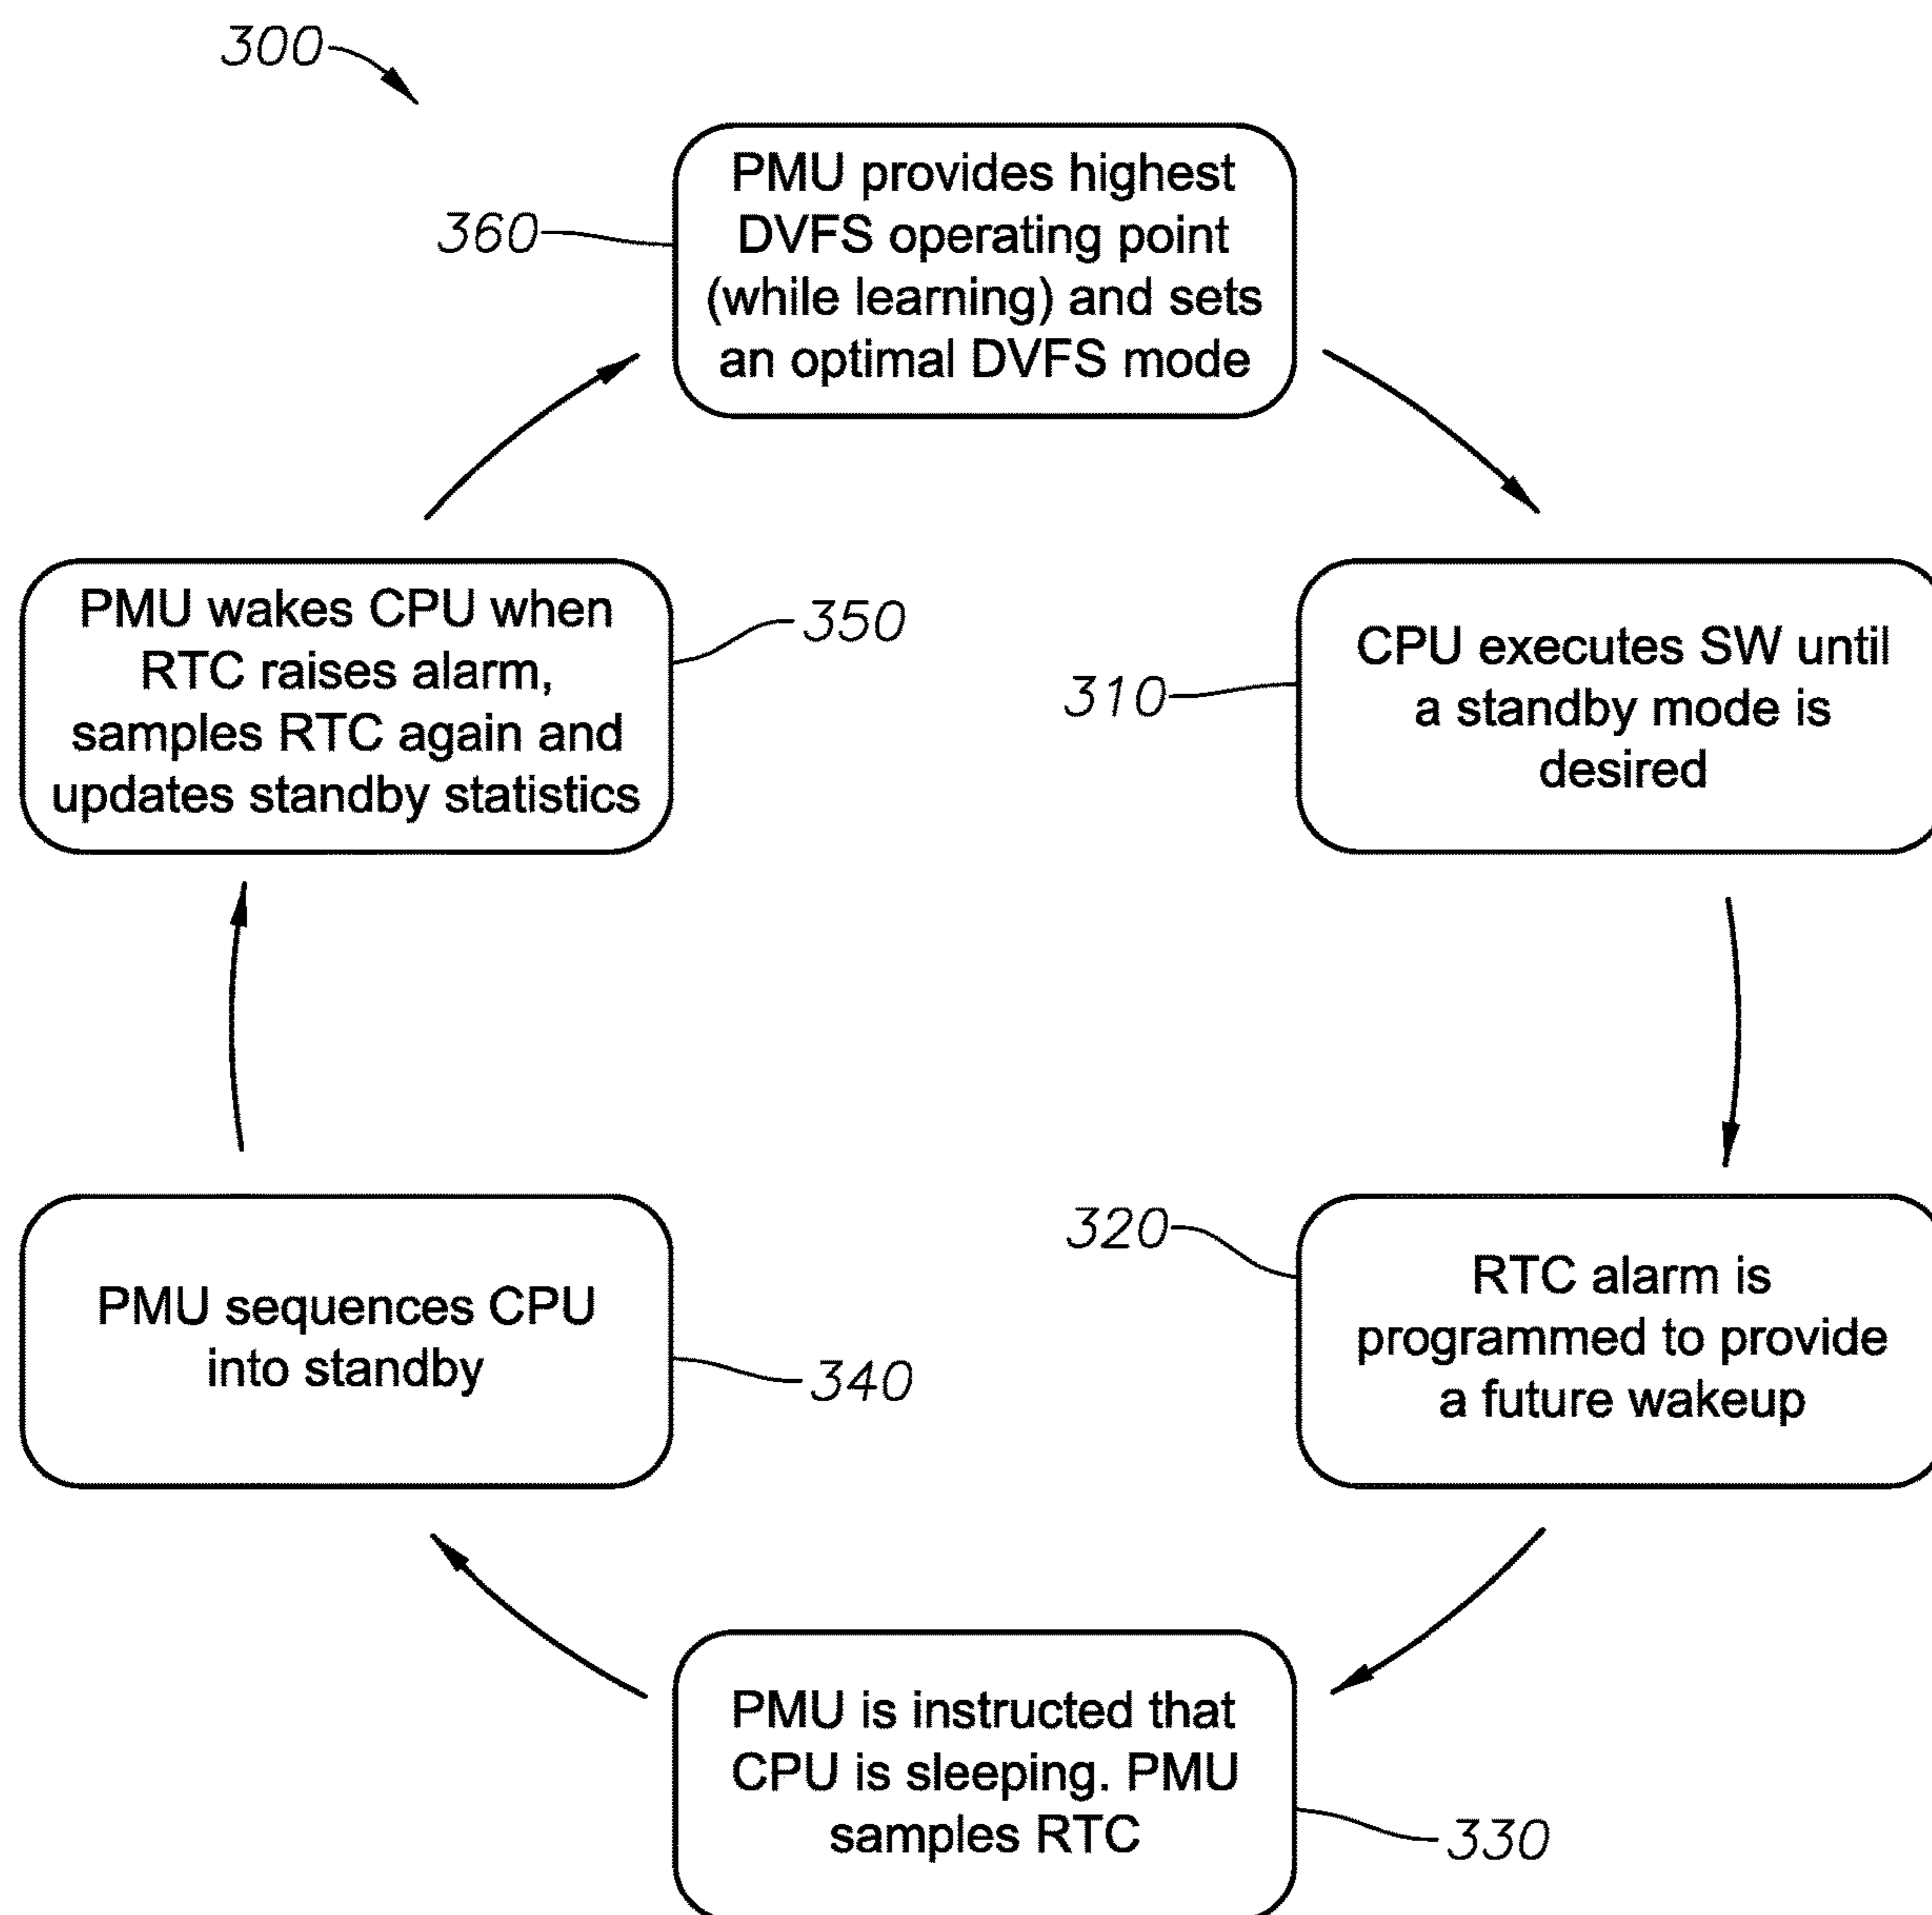 300
360
PMU provides highest
DVFS operating point
(while learning) and sets
an optimal DVFS mode
PMU wakes CPU when
RTC raises alarm,
samples RTC again and
updates standby statistics
350
310
CPU executes SW until
a standby mode is
desired
PMU sequences CPU
into standby
340
320
RTC alarm is
programmed to provide
a future wakeup
PMU is instructed that
CPU is sleeping. PMU
samples RTC
330